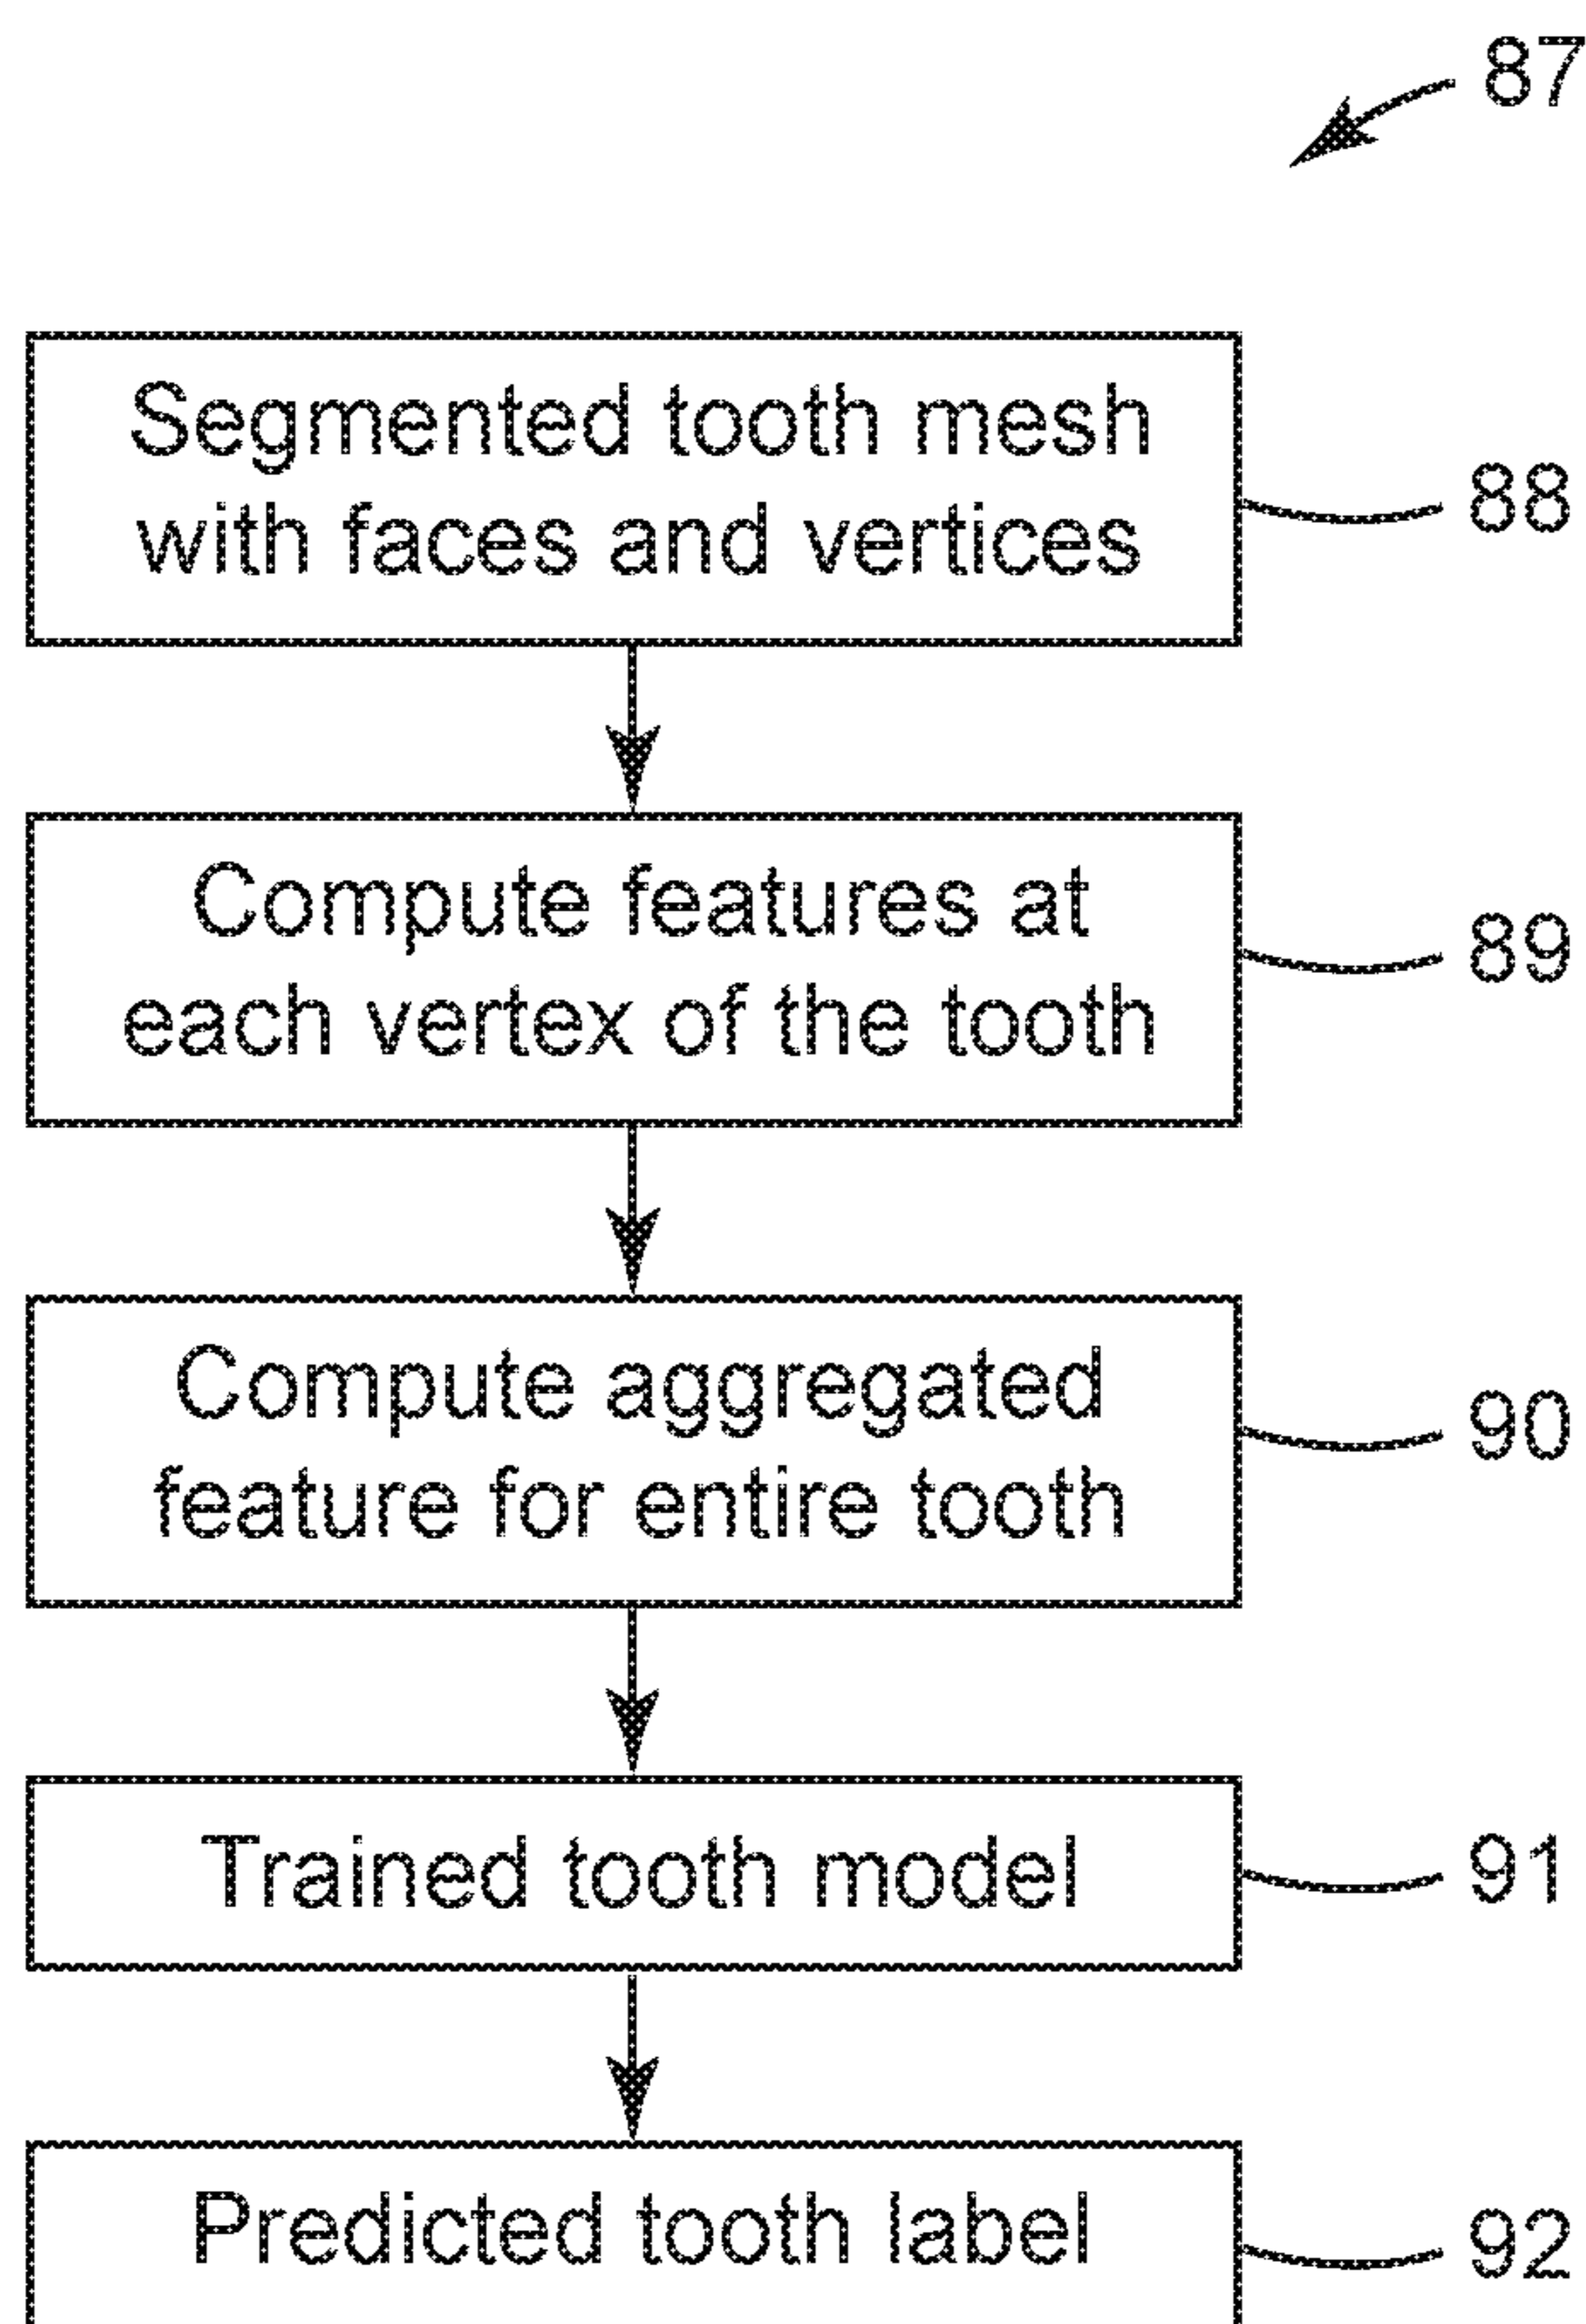 87
Segmented tooth mesh
with faces and vertices
88
Compute features at
each vertex of the tooth
89
Compute aggregated
feature for entire tooth
90
Trained tooth model
91
Predicted tooth label
92